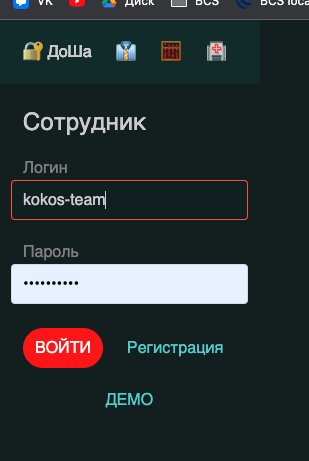 VK
Диск
BCS
BCS loca
ДоШа
Сотрудник
Логин
kokos-team
Пароль
••••••••••
ВОЙТИ
Регистрация
ДЕМО